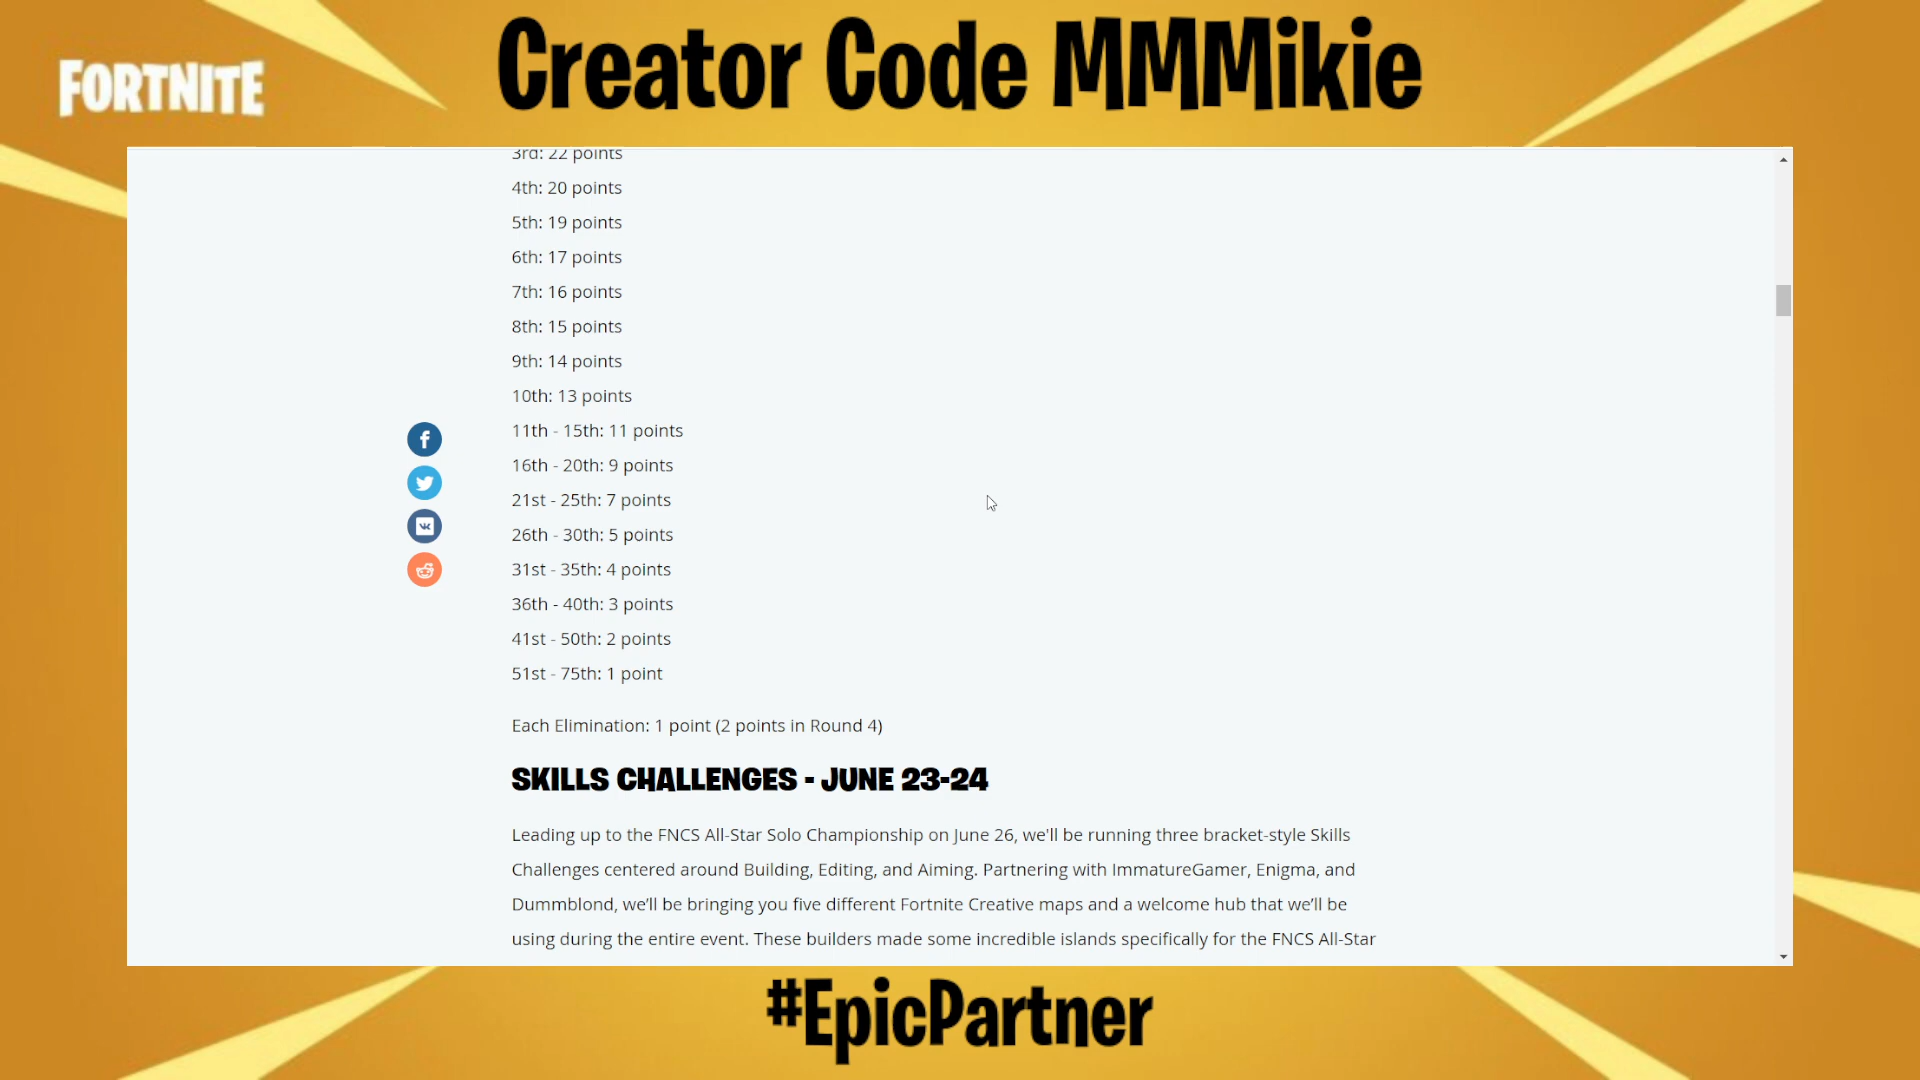 FORTNITE
Creator Code MMMikie
3rd: 22 points
4th: 20 points
5th: 19 points
6th: 17 points
7th: 16 points
8th: 15 points
9th: 14 points
10th: 13 points
11th - 15th: 11 points
16th - 20th: 9 points
21st - 25th: 7 points
26th - 30th: 5 points
31st - 35th: 4 points
36th - 40th: 3 points
41st - 50th: 2 points
51st - 75th: 1 point
Each Elimination: 1 point (2 points in Round 4)
SKILLS CHALLENGES - JUNE 23-24
Leading up to the FNCS All-Star Solo Championship on June 26, we'll be running three bracket-style Skills
Challenges centered around Building, Editing, and Aiming. Partnering with ImmatureGamer, Enigma, and
Dummblond, we’ll be bringing you five different Fortnite Creative maps and a welcome hub that we’ll be
using during the entire event. These builders made some incredible islands specifically for the FNCS All-Star
#EpicPartner